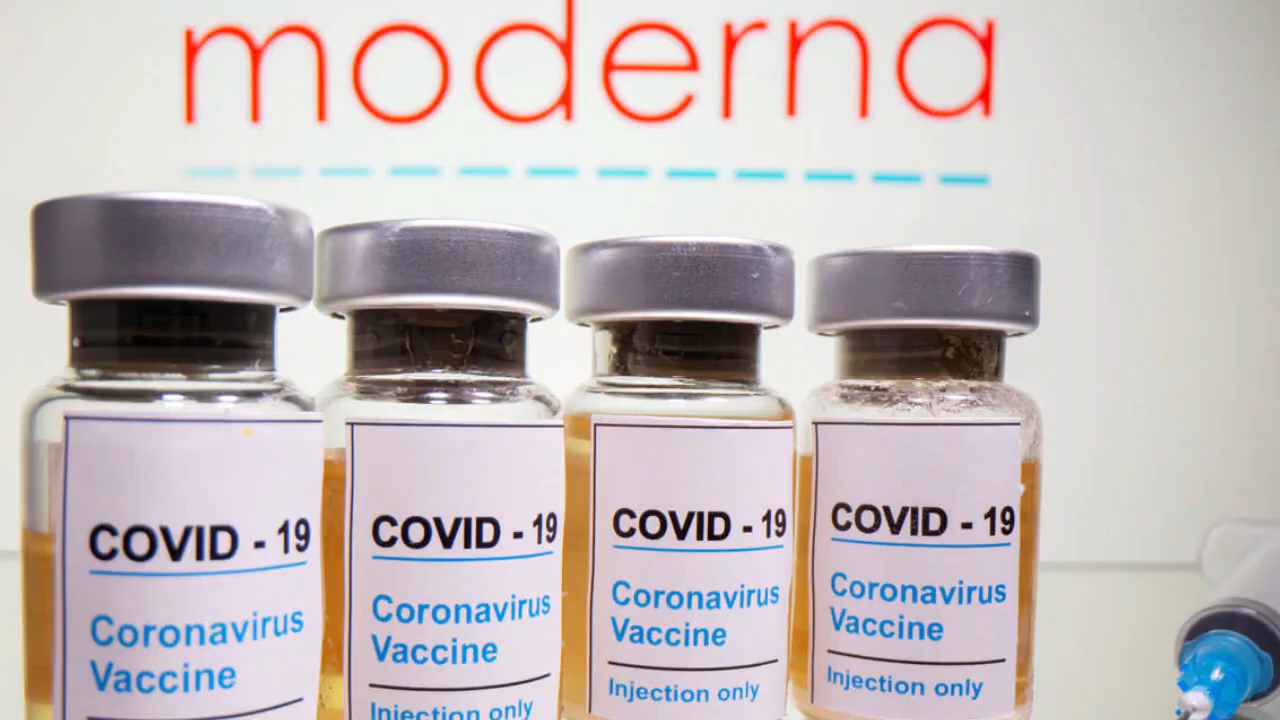 moderna
COVID - 19
Coronavirus
Vaccine
COVID - 19
Coronavirus
Vaccine
Injection only
COVID - 19
Coronavirus
Vaccine
Injection only
COVID - 19
Coronavirus
Vaccine
Injection only